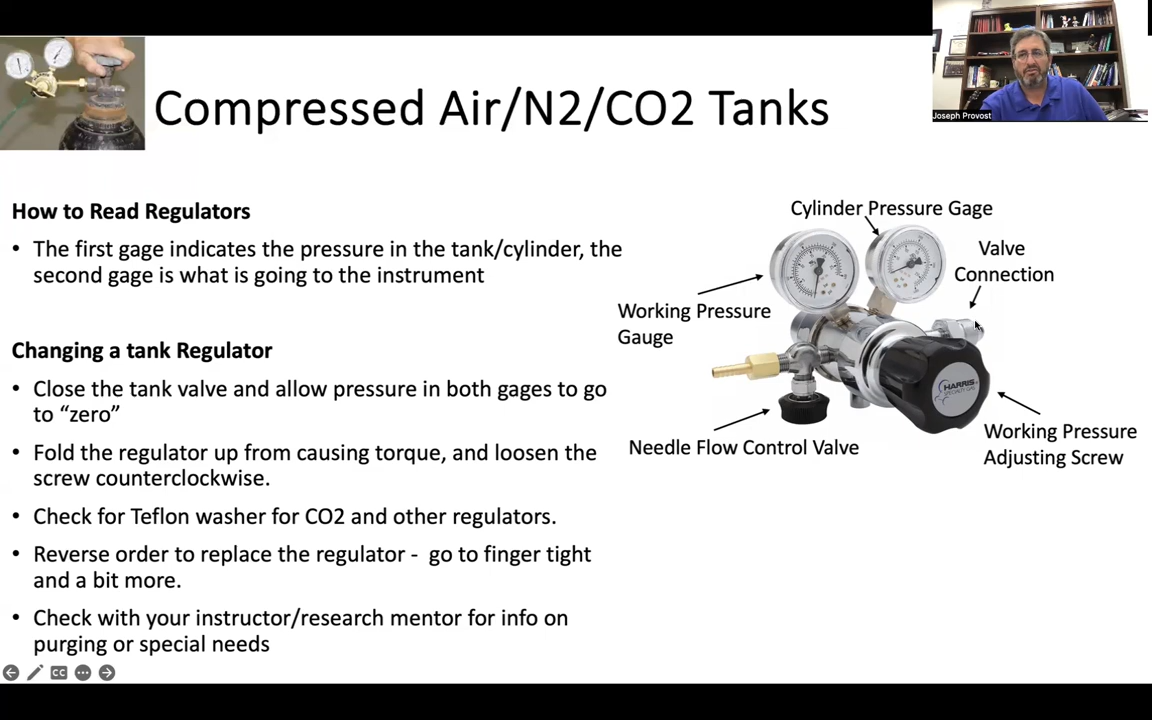 Compressed Air/N2/CO2 Tanks
Joseph Provost
How to Read Regulators
• The first gage indicates the pressure in the tank/cylinder, the
second gage is what is going to the instrument
Changing a tank Regulator
• Close the tank valve and allow pressure in both gages to go
to “zero”
• Fold the regulator up from causing torque, and loosen the
screw counterclockwise.
• Check for Teflon washer for CO2 and other regulators.
• Reverse order to replace the regulator - go to finger tight
and a bit more.
• Check with your instructor/research mentor for info on
purging or special needs
Cylinder Pressure Gage
Valve
Connection
Working Pressure
Gauge
HARRIS
SPECIALTY GAS
Needle Flow Control Valve
Working Pressure
Adjusting Screw
CC